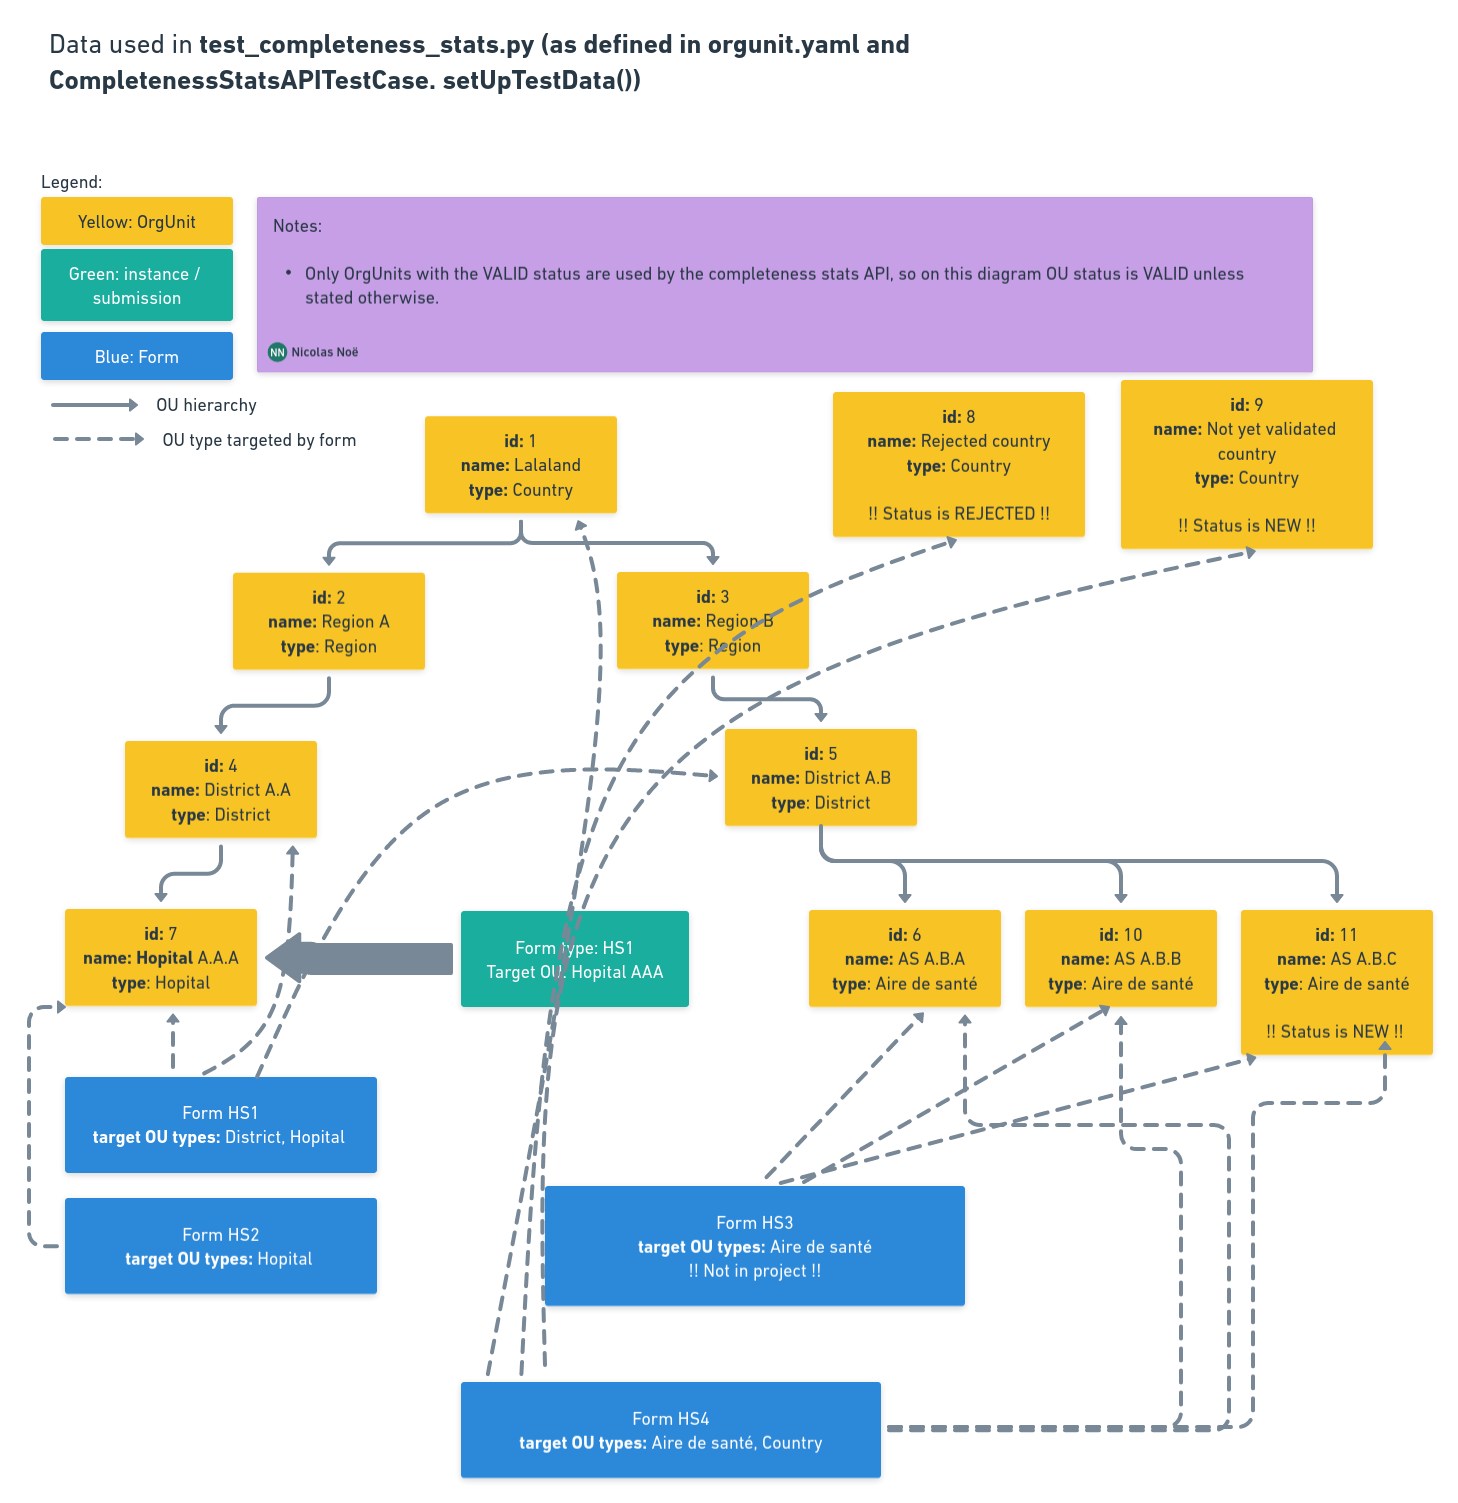 Data used in test_completeness_stats.py (as defined in orgunit.yaml and
CompletenessStatsAPITestCase. setUpTestData())
Legend:
Yellow: OrgUnit
Green: instance /
submission
Blue: Form
OU hierarchy
OU type targeted by form
Notes:
• Only OrgUnits with the VALID status are used by the completeness stats API, so on this diagram OU status is VALID unless
stated otherwise.
NN Nicolas Noë
id: 1
name: Lalaland
type: Country
id: 8
name: Rejected country
type: Country
!! Status is REJECTED !!
id: 9
name: Not yet validated
country
type: Country
!! Status is NEW !!
id: 2
name: Region A
type: Region
id: 3
name: Region B
type: Region
id: 4
name: District A.A
type: District
id: 5
name: District A.B
type: District
id: 7
name: Hopital A.A.A
type: Hopital
Form type: HS1
Target OU: Hopital AAA
id: 6
name: AS A.B.A
type: Aire de santé
id: 10
name: AS A.B.B
type: Aire de santé
id: 11
name: AS A.B.C
type: Aire de santé
!! Status is NEW !!
Form HS1
target OU types: District, Hopital
Form HS2
target OU types: Hopital
Form HS3
target OU types: Aire de santé
!! Not in project !!
Form HS4
target OU types: Aire de santé, Country